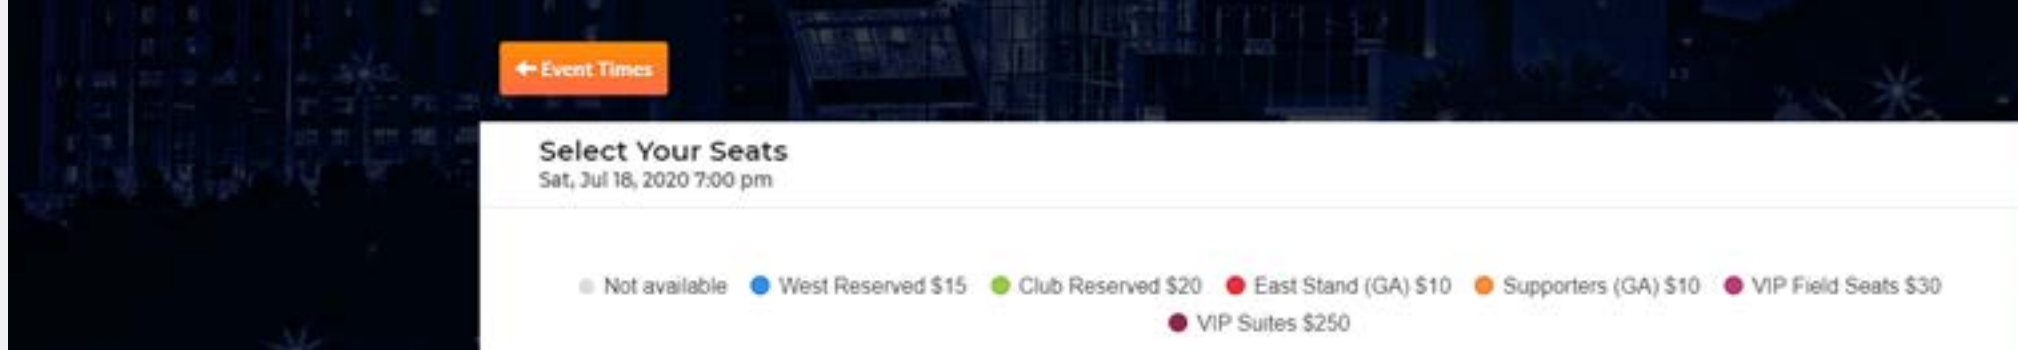 Event Times
Select Your Seats
Sat, Jul 18, 2020 7:00 pm
Not available West Reserved $15 Club Reserved $20 East Stand (GA) $10 Supporters (GA) $10 VIP Field Seats $30
VIP Suites $250